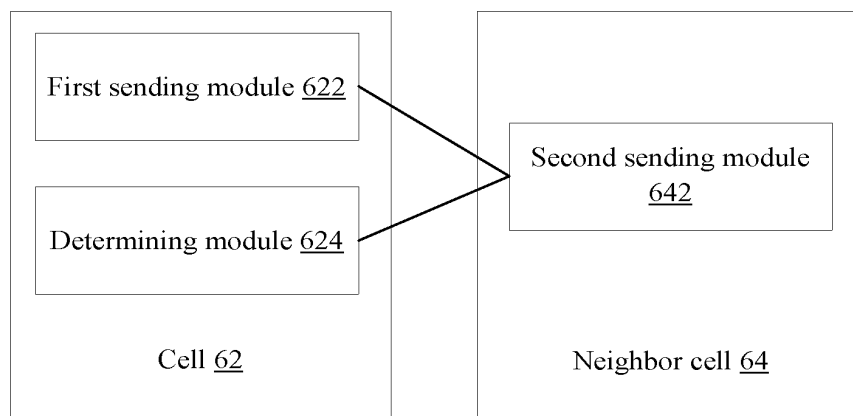 First sending module 622
Second sending module
642
Determining module 624
Cell 62
Neighbor cell 64